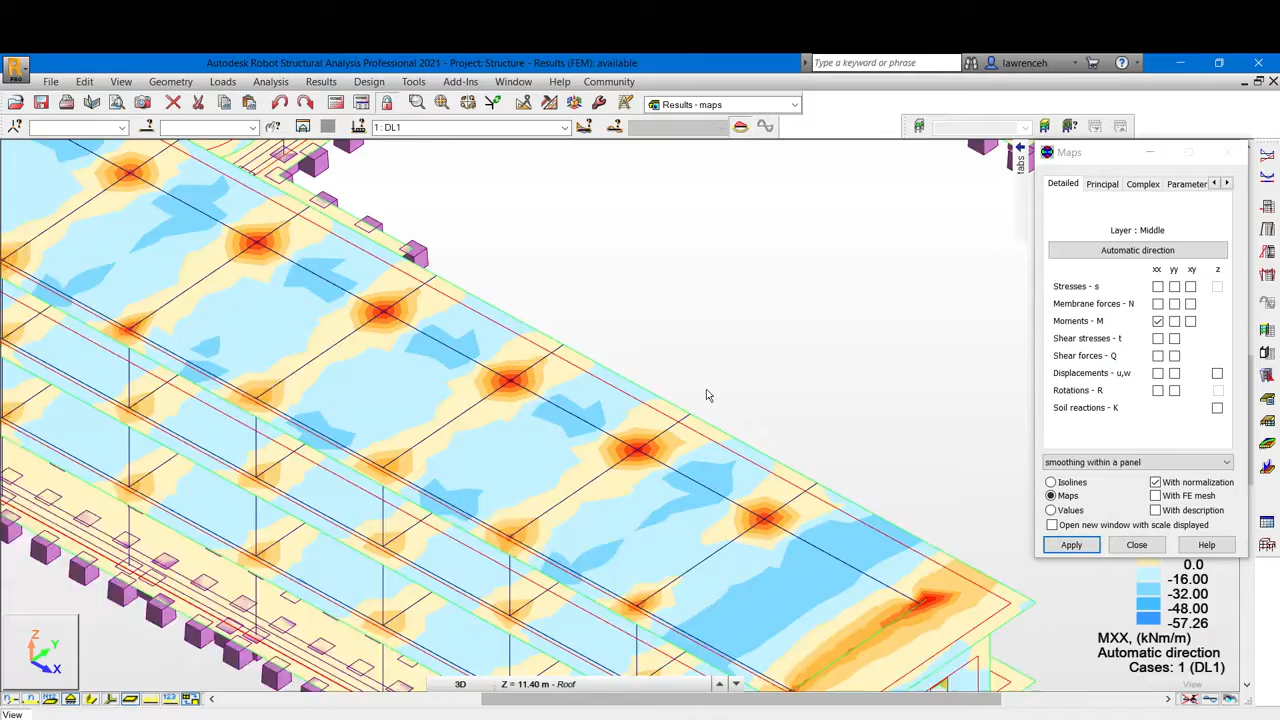 PRO
Autodesk Robot Structural Analysis Professional 2021 - Project: Structure - Results (FEM): available
Type a keyword or phrase
lawrenceh
File Edit View Geometry Loads Analysis Results Design Tools Add-Ins Window Help Community
Results - maps
1: DL1
tabs
Maps
Detailed Principal Complex Parameter
Layer : Middle
Automatic direction
xx yy xy z
Stresses - s
Membrane forces - N
Moments - M
Shear stresses - t
Shear forces - Q
Displacements - u,w
Rotations - R
Soil reactions - K
smoothing within a panel
Isolines With normalization
Maps With FE mesh
Values With description
Open new window with scale displayed
Apply Close Help
0.0
-16.00
-32.00
-48.00
-57.26
MXX, (kNm/m)
Automatic direction
Cases: 1 (DL1)
Z
Y
X
3D Z = 11.40 m - Roof
View
View